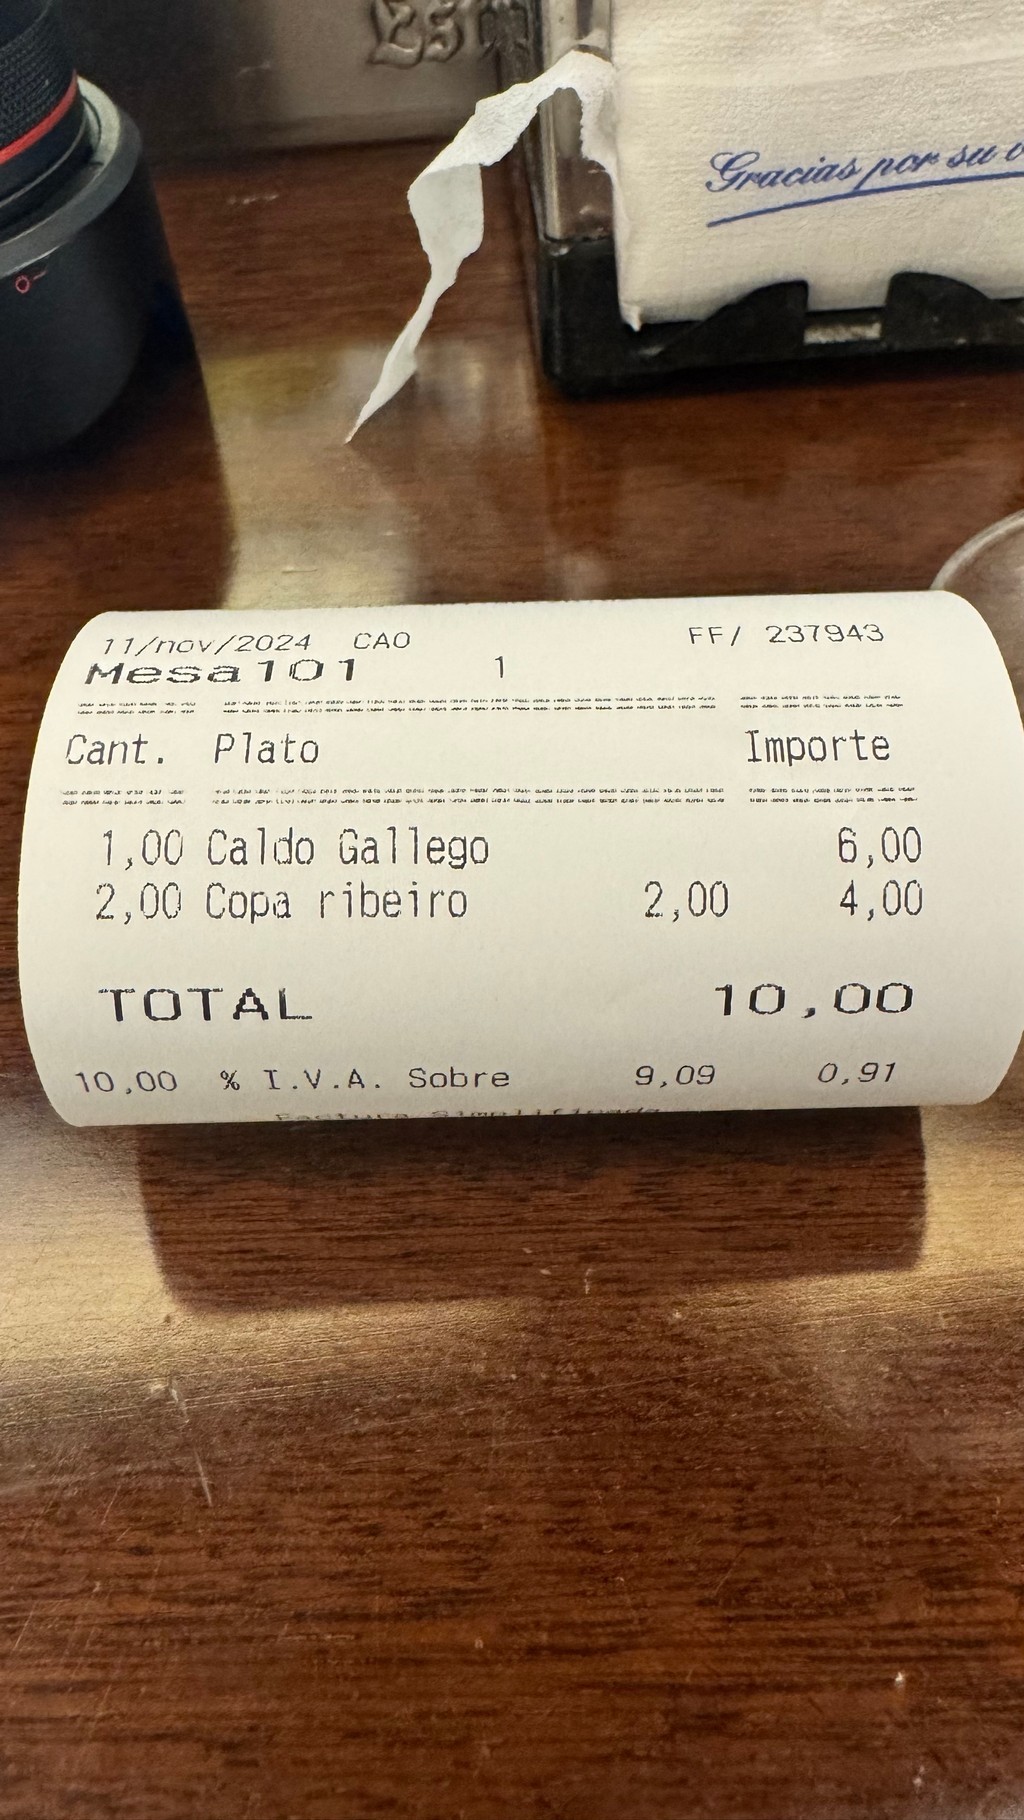 Gracias por su
11/nov/2024 CAO FF/ 237943
Mesa101 1
Cant. Plato Importe
1,00 Caldo Gallego 6,00
2,00 Copa ribeiro 2,00 4,00
TOTAL 10,00
10,00 % I.V.A. Sobre 9,09 0,91
Factura Simplificada